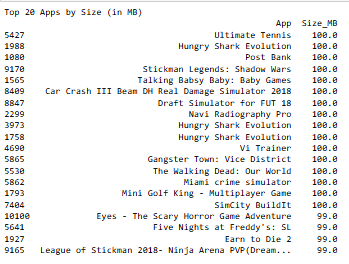 Top 20 Apps by Size (in MB)
App Size_MB
5427 Ultimate Tennis 100.0
1988 Hungry Shark Evolution 100.0
1080 Post Bank 100.0
9170 Stickman Legends: Shadow Wars 100.0
1565 Talking Babsy Baby: Baby Games 100.0
8409 Car Crash III Beam DH Real Damage Simulator 2018 100.0
8847 Draft Simulator for FUT 18 100.0
2299 Navi Radiography Pro 100.0
3973 Hungry Shark Evolution 100.0
1758 Hungry Shark Evolution 100.0
4690 Vi Trainer 100.0
5865 Gangster Town: Vice District 100.0
5530 The Walking Dead: Our World 100.0
5862 Miami crime simulator 100.0
1793 Mini Golf King - Multiplayer Game 100.0
7404 SimCity BuildIt 100.0
10100 Eyes - The Scary Horror Game Adventure 99.0
5641 Five Nights at Freddy's: SL 99.0
1927 Earn to Die 2 99.0
9165 League of Stickman 2018- Ninja Arena PVP(Dream... 99.0